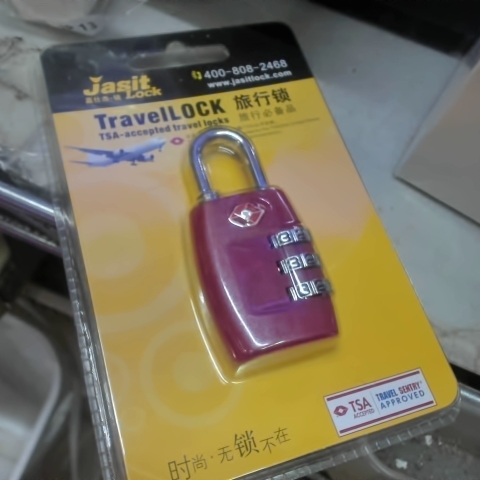 Jasit Lock
400-808-2468
www.jasitlock.com
TravelLOCK 旅行锁
TSA-accepted travel locks 旅行必备品
TSA ACCEPTED
TRAVEL SENTRY® APPROVED
时尚·无锁不在